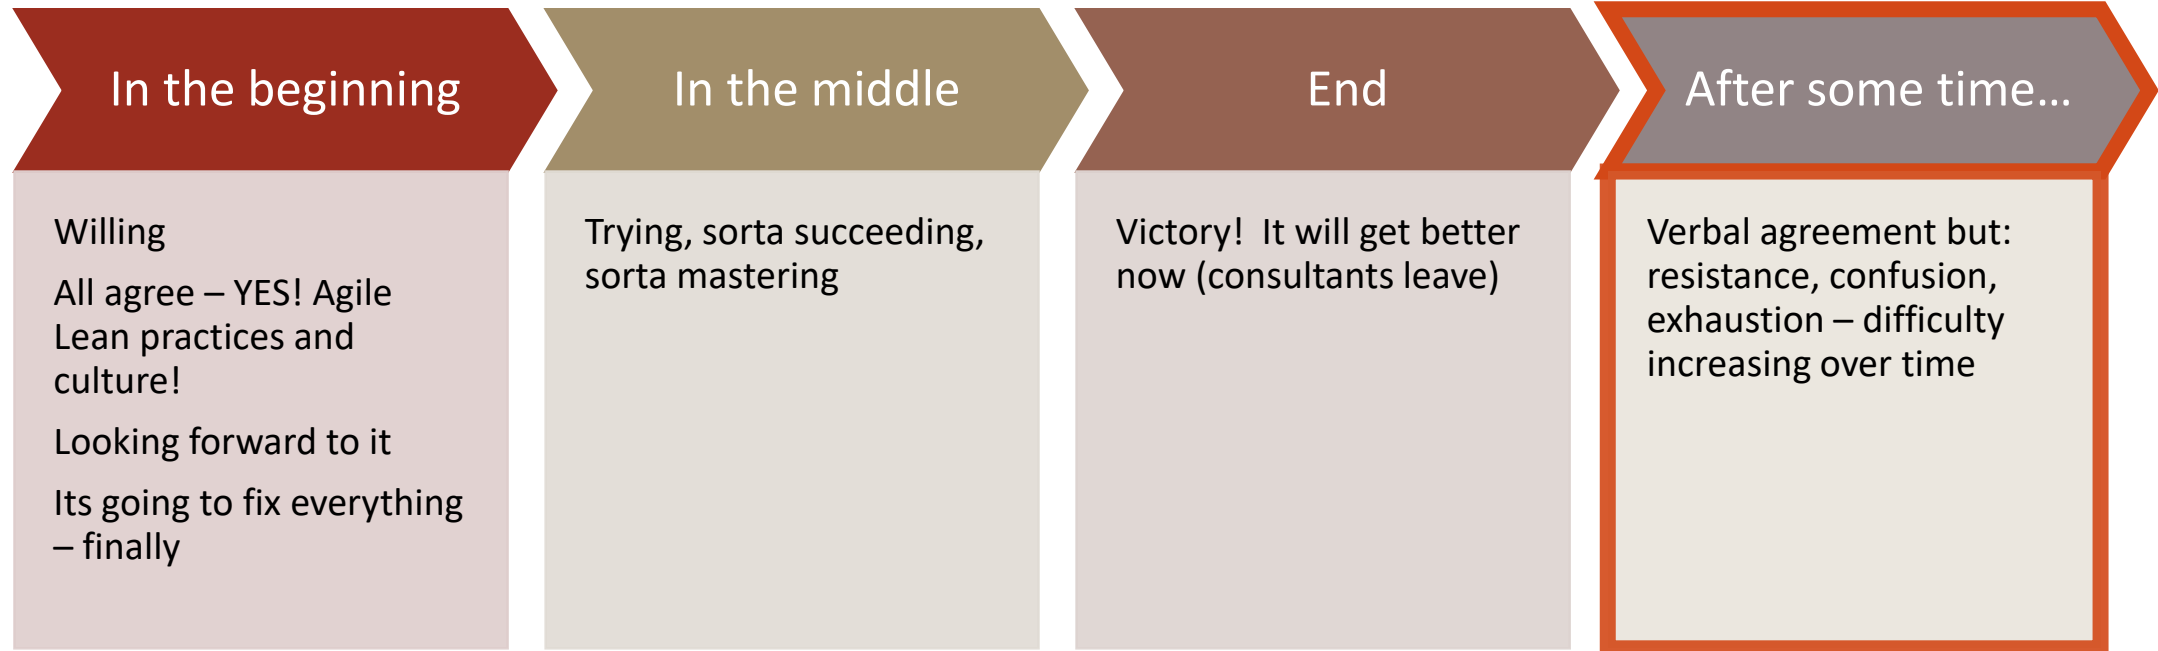 In the beginning
Willing
All agree – YES! Agile
Lean practices and
culture!
Looking forward to it
Its going to fix everything
– finally
In the middle
Trying, sorta succeeding,
sorta mastering
End
Victory!  It will get better
now (consultants leave)
After some time...
Verbal agreement but:
resistance, confusion,
exhaustion – difficulty
increasing over time